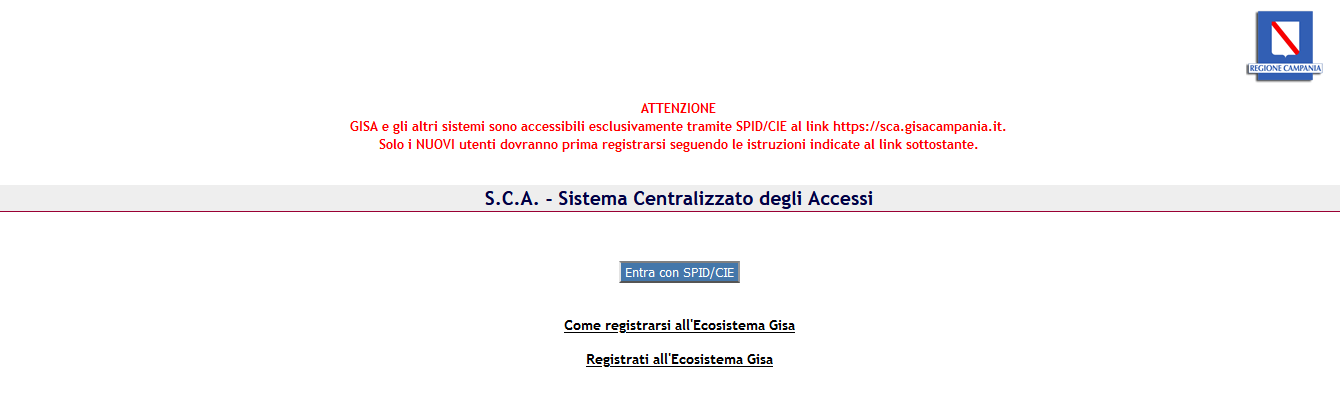 REGIONE CAMPANIA
ATTENZIONE
GISA e gli altri sistemi sono accessibili esclusivamente tramite SPID/CIE al link https://sca.gisacampania.it.
Solo i NUOVI utenti dovranno prima registrarsi seguendo le istruzioni indicate al link sottostante.
S.C.A. - Sistema Centralizzato degli Accessi
Entra con SPID/CIE
Come registrarsi all'Ecosistema Gisa
Registrati all'Ecosistema Gisa